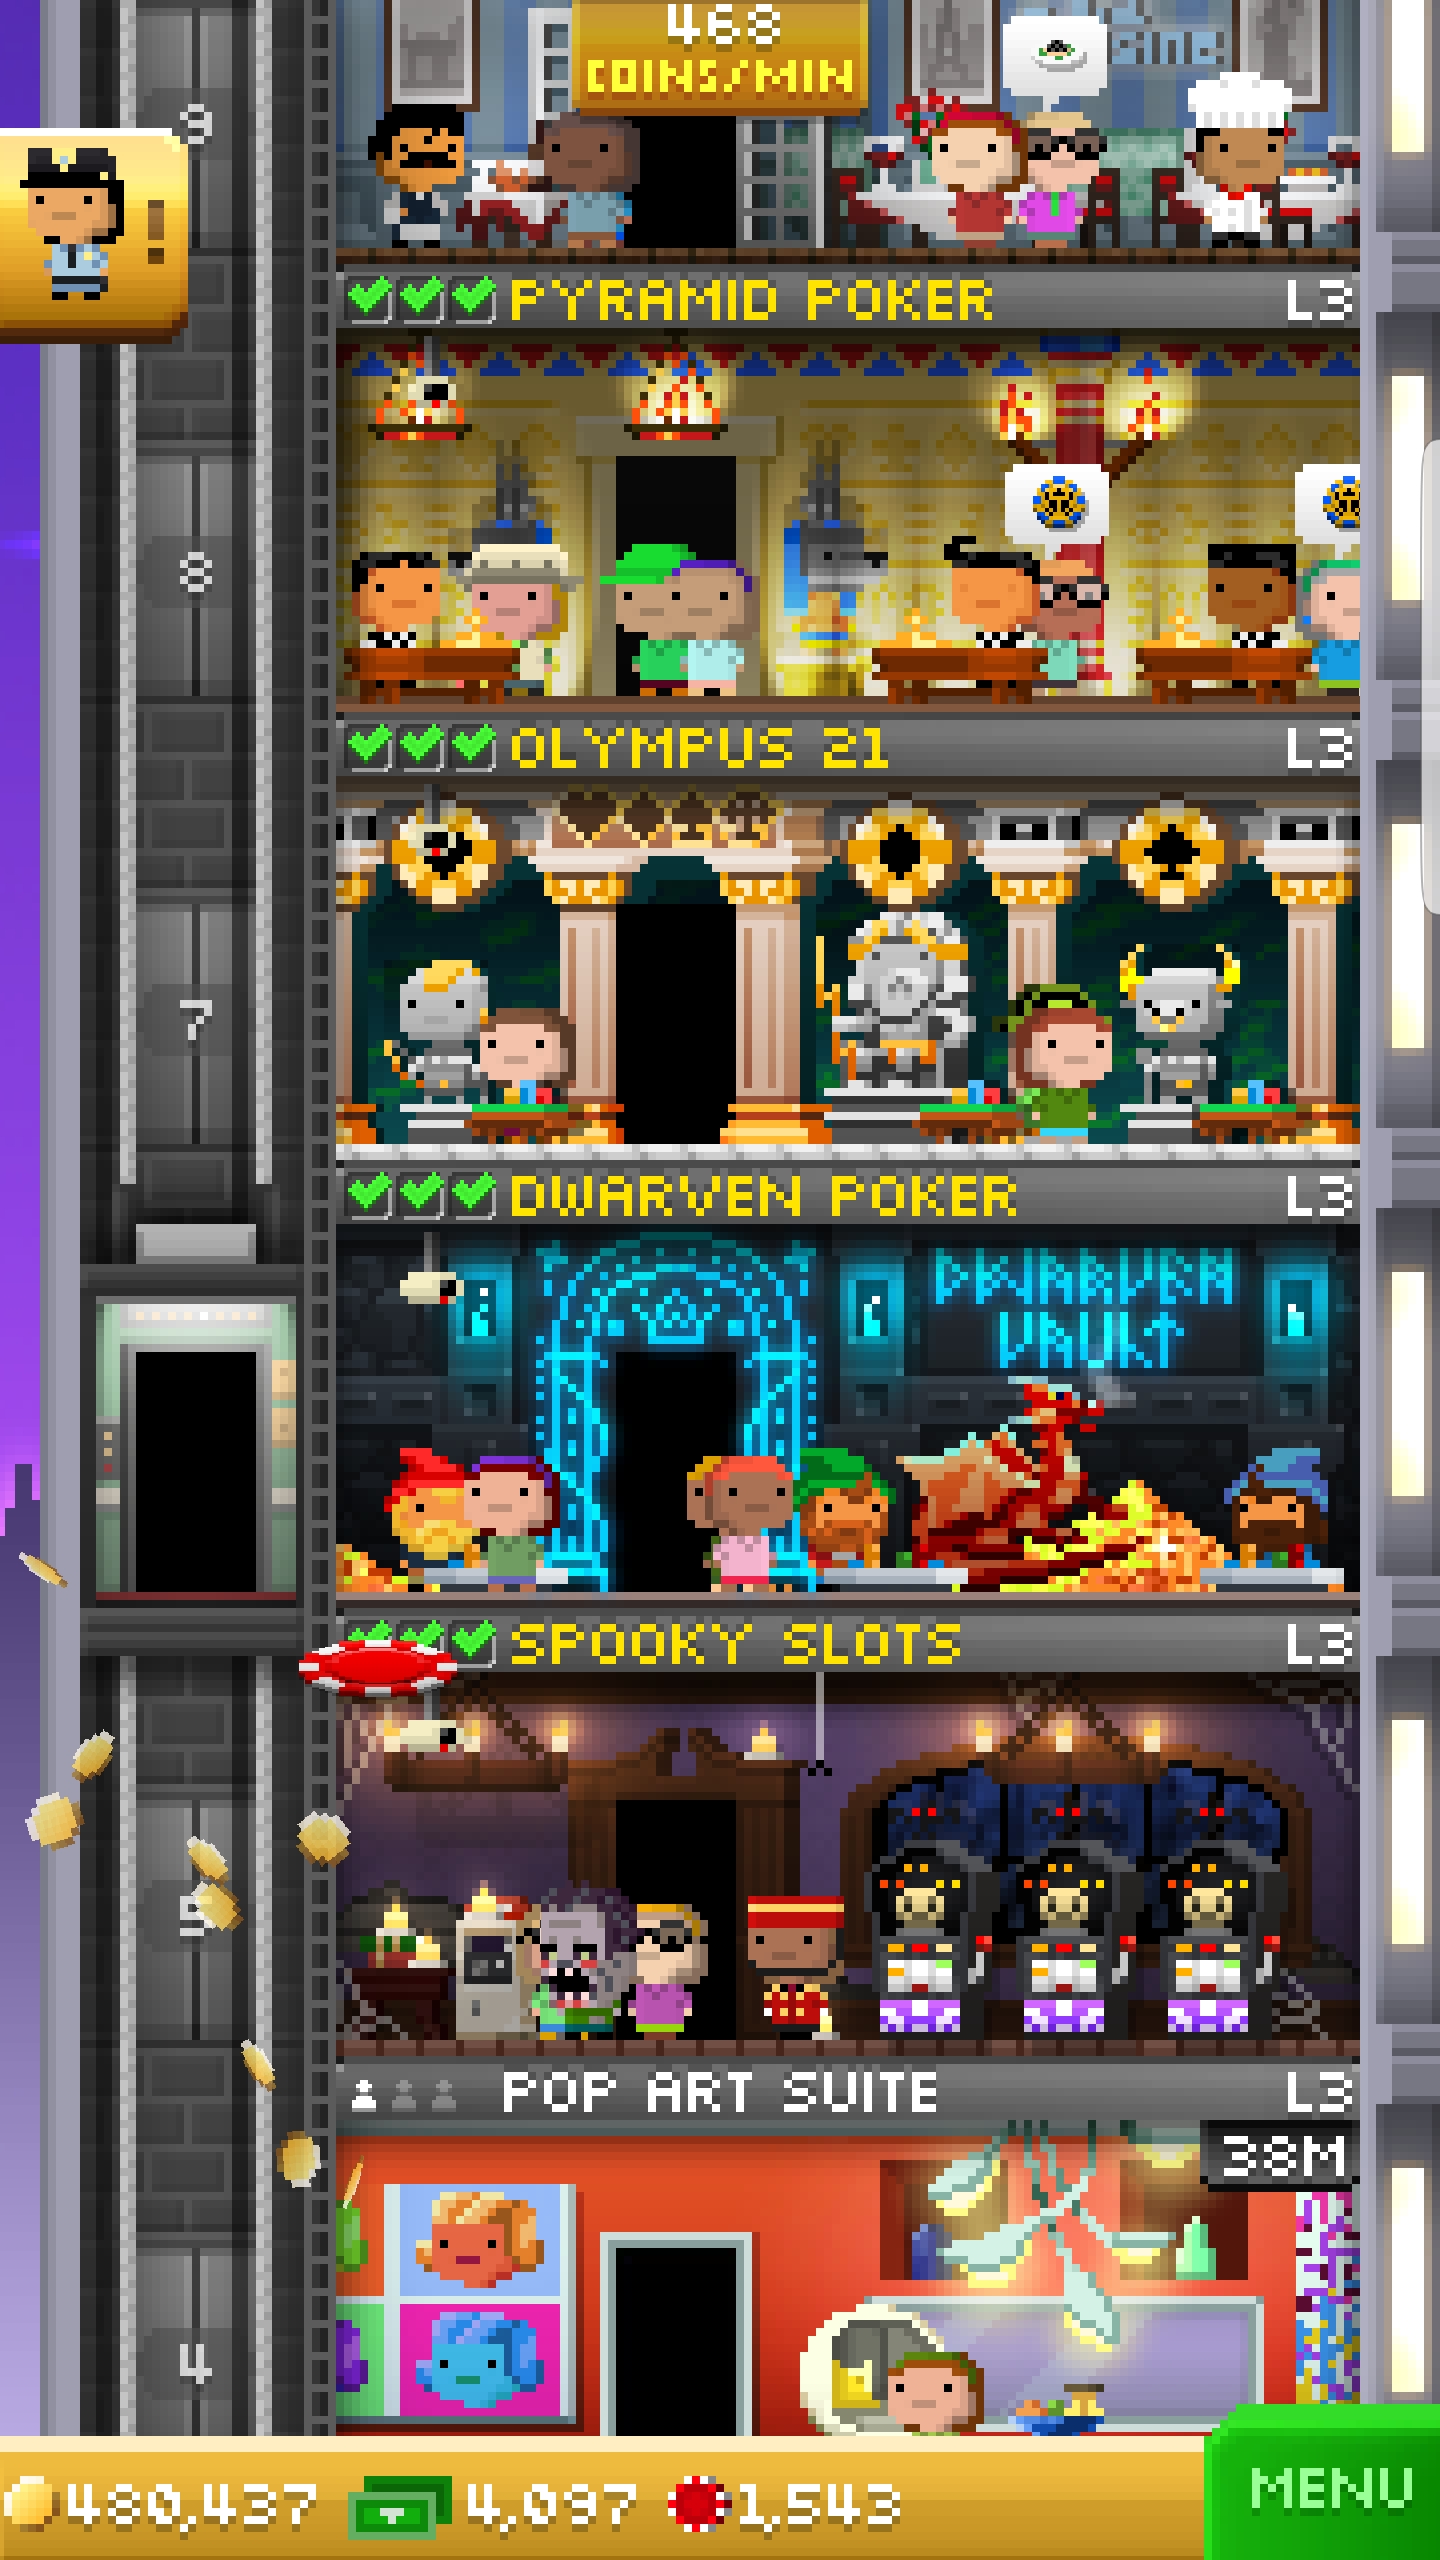 468
COINS/MIN
sine
9
!
PYRAMID POKER L3
8
OLYMPUS 21 L3
7
DWARVEN POKER L3
DWARVEN
VAULT
SPOOKY SLOTS L3
5
POP ART SUITE L3
38M
4
480,437 4,097 1,543
MENU